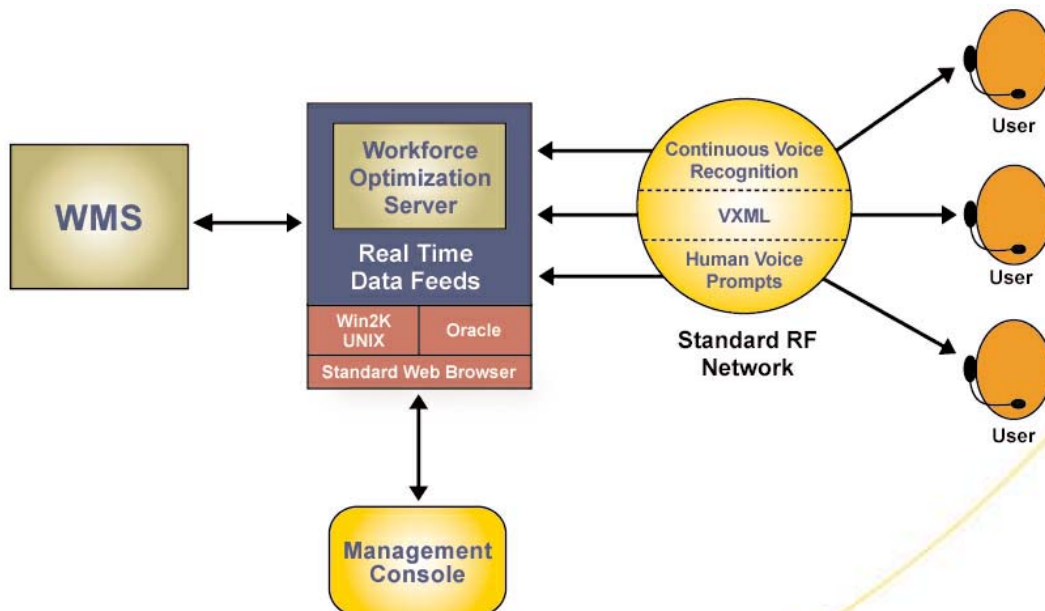 WMS
Workforce
Optimization
Server
Real Time
Data Feeds
Win2K
UNIX
Oracle
Standard Web Browser
Management
Console
Continuous Voice
Recognition
VXML
Human Voice
Prompts
Standard RF
Network
User
User
User